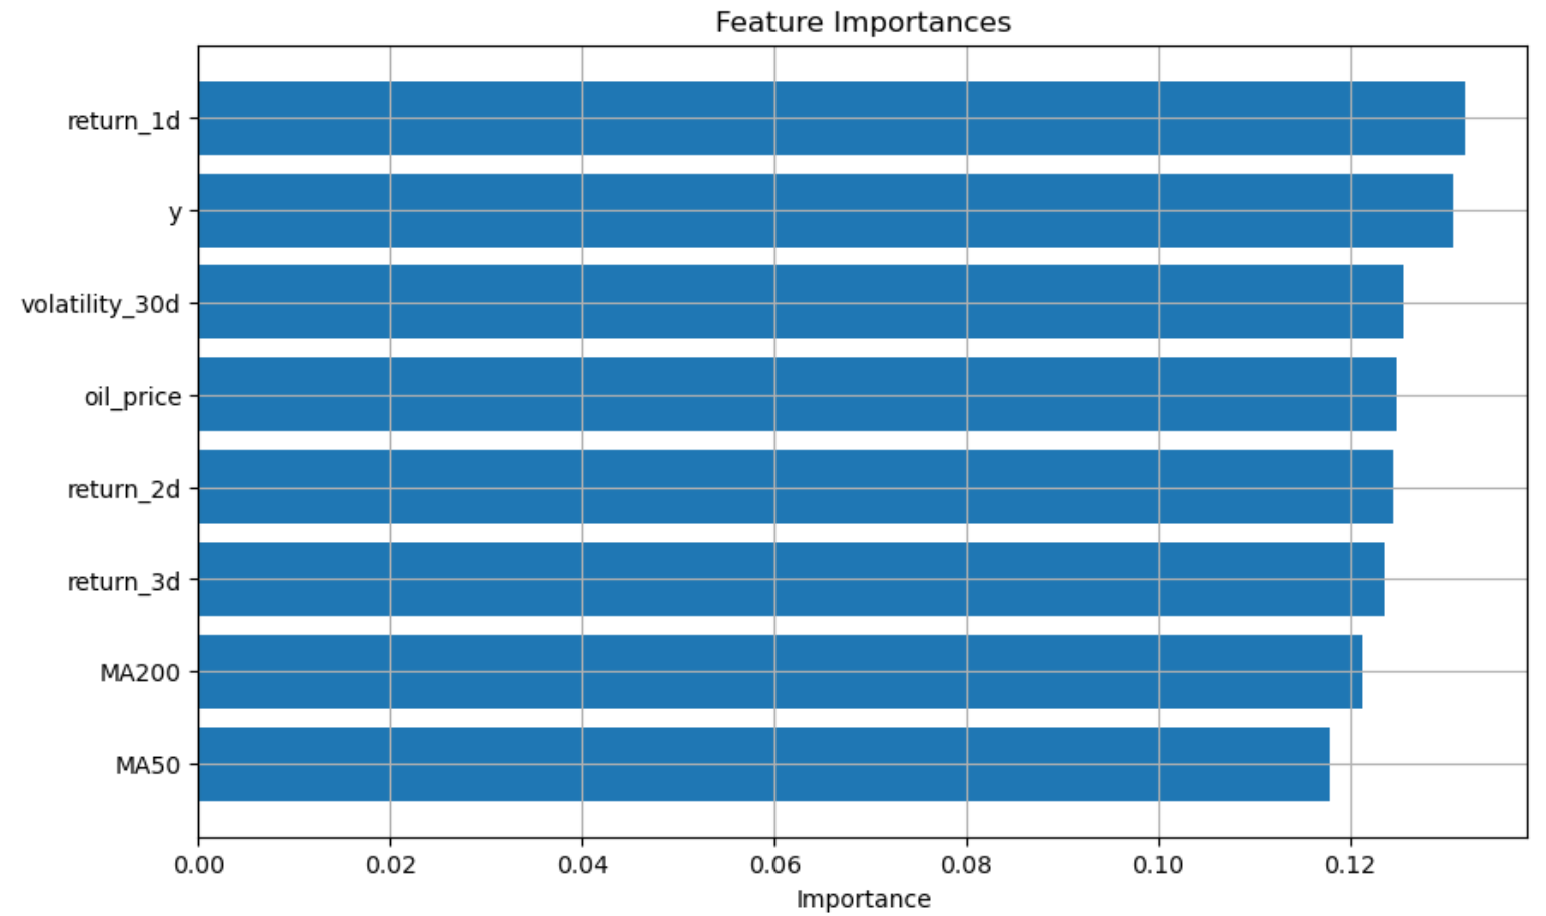 Feature Importances
return_1d
y
volatility_30d
oil_price
return_2d
return_3d
MA200
MA50
0.00 0.02 0.04 0.06 0.08 0.10 0.12
Importance